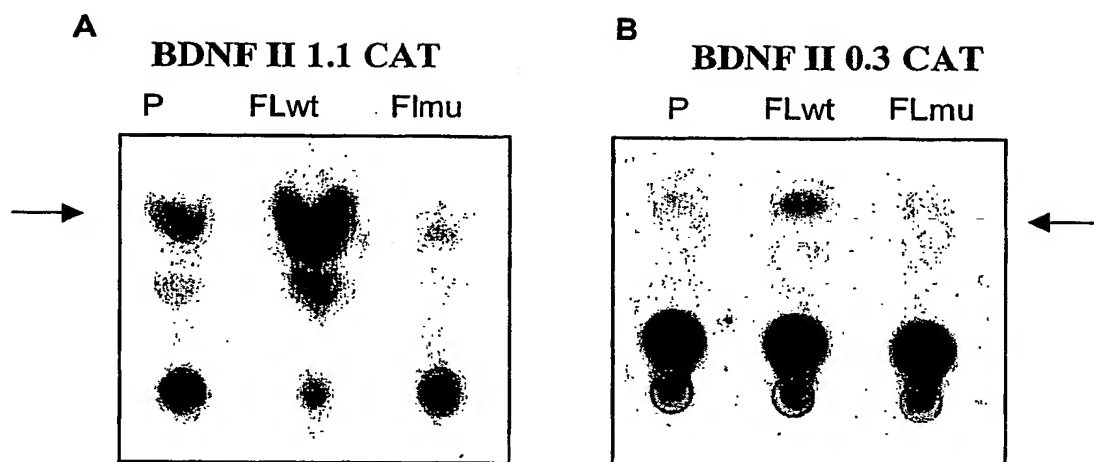 A
BDNF II 1.1 CAT
P FLwt Flmu
B
BDNF II 0.3 CAT
P FLwt FLmu